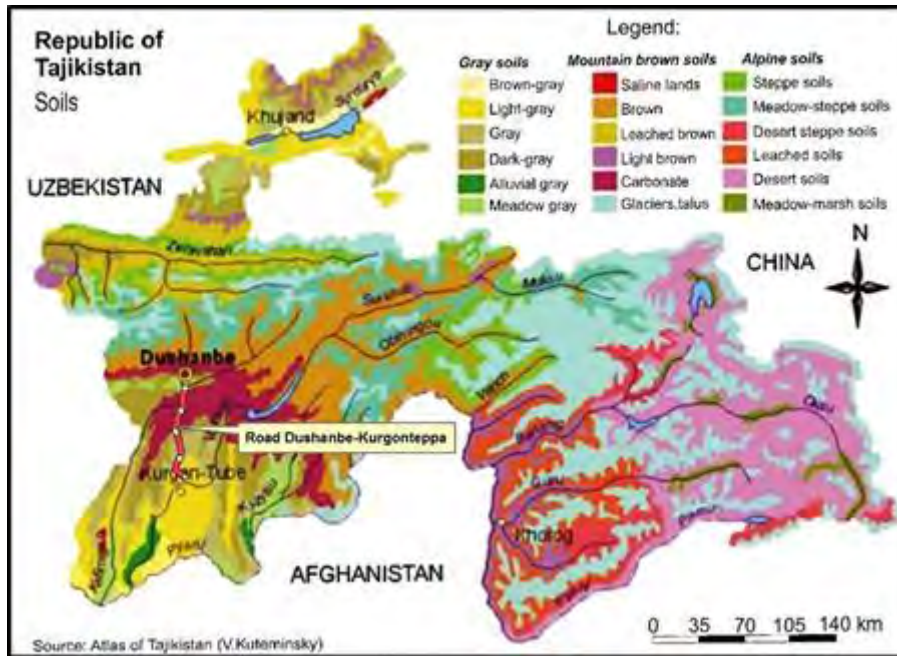 Republic of
Tajikistan
Soils
Legend:
Gray soils
Brown-gray
Light-gray
Gray
Dark-gray
Alluvial gray
Meadow gray
Mountain brown soils
Saline lands
Brown
Leached brown
Light brown
Carbonate
Glaciers,talus
Alpine soils
Steppe soils
Meadow-steppe soils
Desert steppe soils
Leached soils
Desert soils
Meadow-marsh soils
Khujand
UZBEKISTAN
CHINA
N
Dushanbe
Road Dushanbe-Kurgonteppa
Kurgan-Tube
Khorog
AFGHANISTAN
0 35 70 105 140 km
Source: Atlas of Tajikistan (V.Kuteminsky)